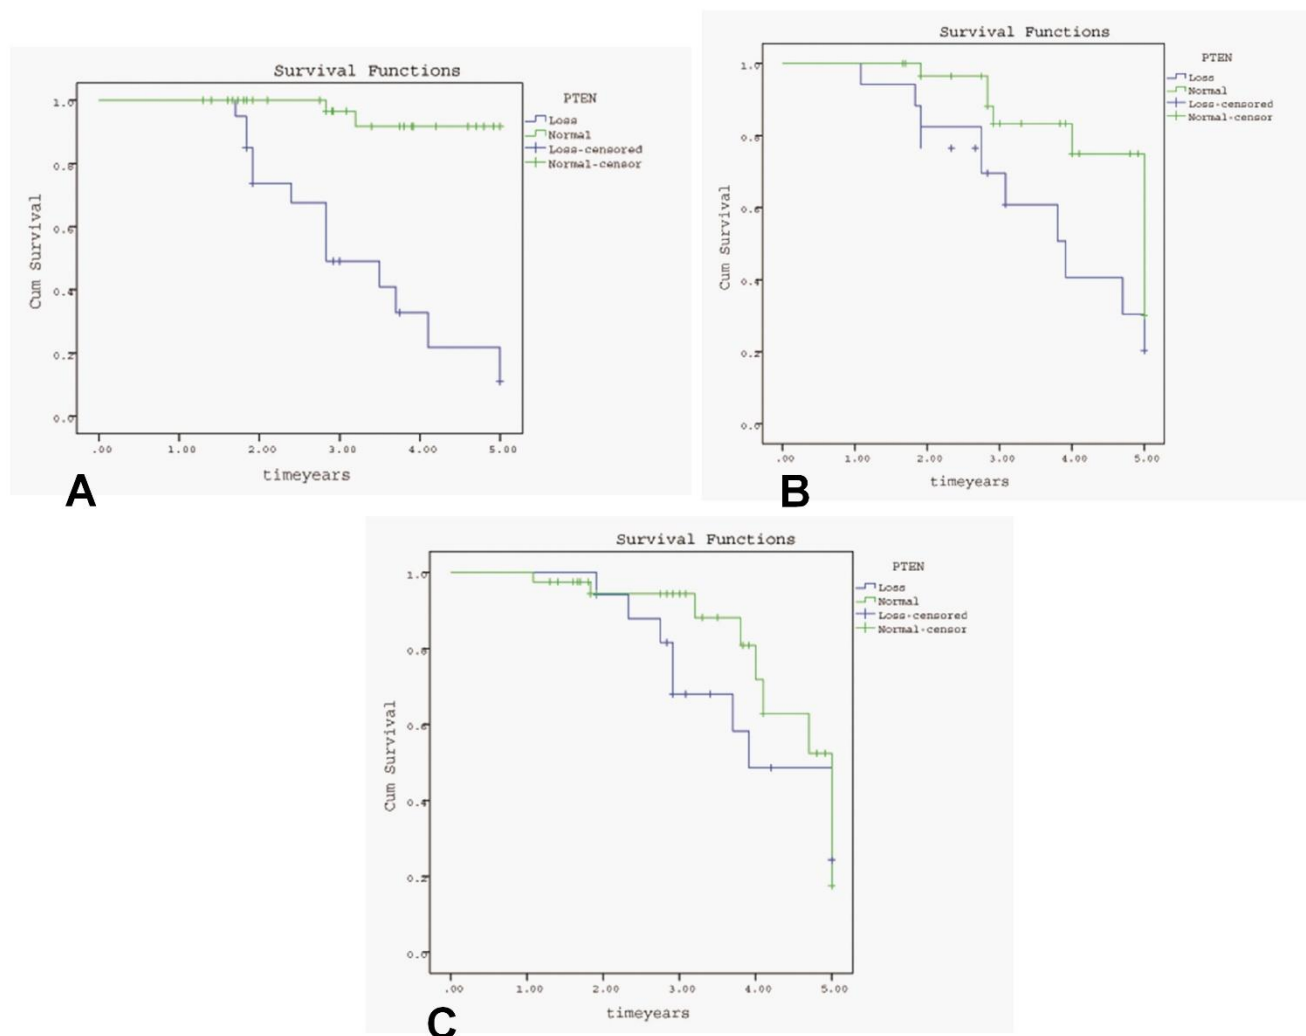 Survival Functions
1.0
0.8
0.6
0.4
0.2
0.0
Cum Survival
.00 1.00 2.00 3.00 4.00 5.00
timeyears
PTEN
Loss
Normal
Loss-censored
Normal-censor
A
Survival Functions
1.0
0.8
0.6
0.4
0.2
0.0
Cum Survival
.00 1.00 2.00 3.00 4.00 5.00
timeyears
PTEN
Loss
Normal
Loss-censored
Normal-censor
B
Survival Functions
1.0
0.8
0.6
0.4
0.2
0.0
Cum Survival
.00 1.00 2.00 3.00 4.00 5.00
timeyears
PTEN
Loss
Normal
Loss-censored
Normal-censor
C